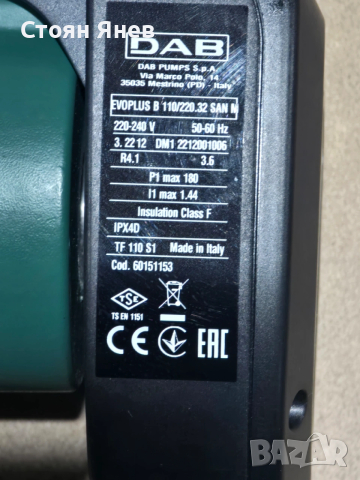 Стоян Янев
DAB
DAB PUMPS S.p.A
Via Marco Polo, 14
35035 Mestrino (PD) - Italy
EVOPLUS B 110/220.32 SAN M
220-240 V 50-60 Hz
3. 2212 DM1 2212001006
R4.1 3.6
P1 max 180
I1 max 1.44
Insulation Class F
IPX4D
TF 110 S1 Made in Italy
Cod. 60151153
TSE
TS EN 1151
CE EAC
BAZAR